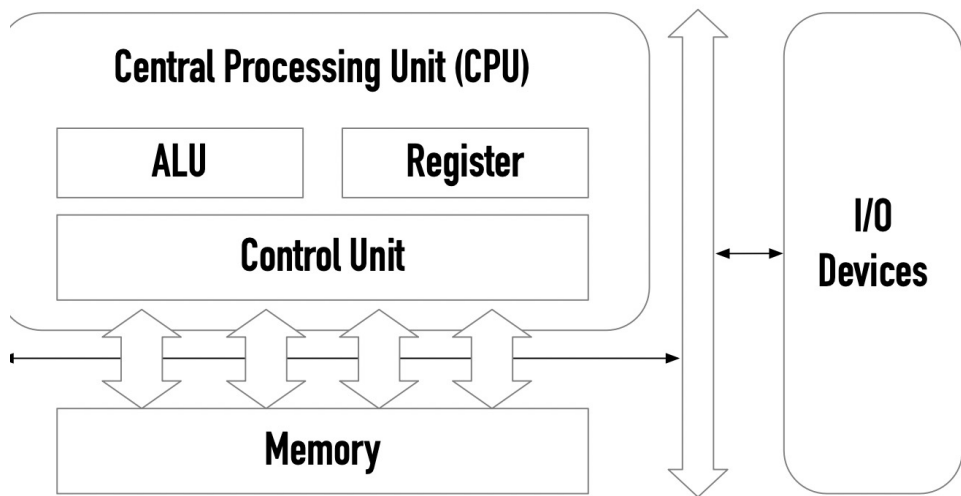 Central Processing Unit (CPU)
ALU
Register
Control Unit
Memory
I/O
Devices